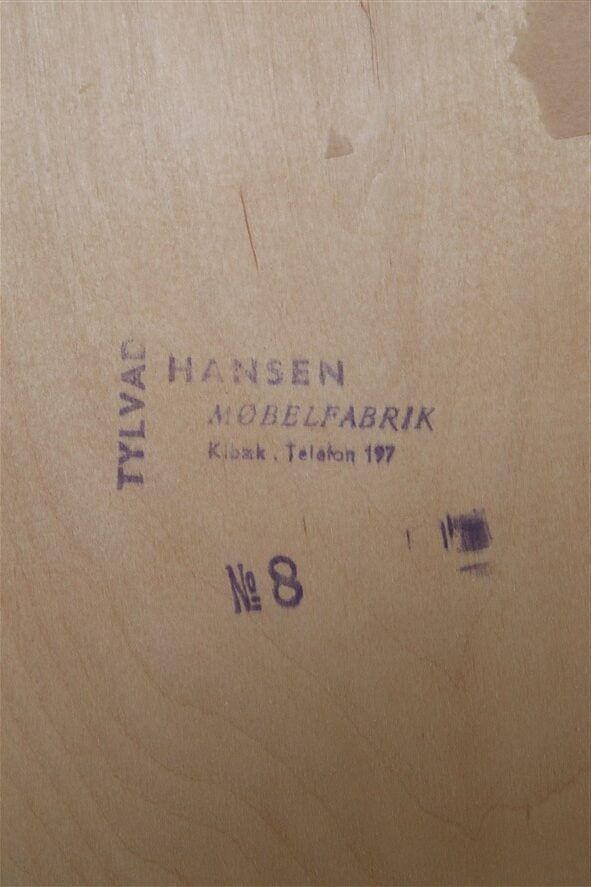 TYLVAD
HANSEN
MØBELFABRIK
Kibæk . Telefon 197
№ 8